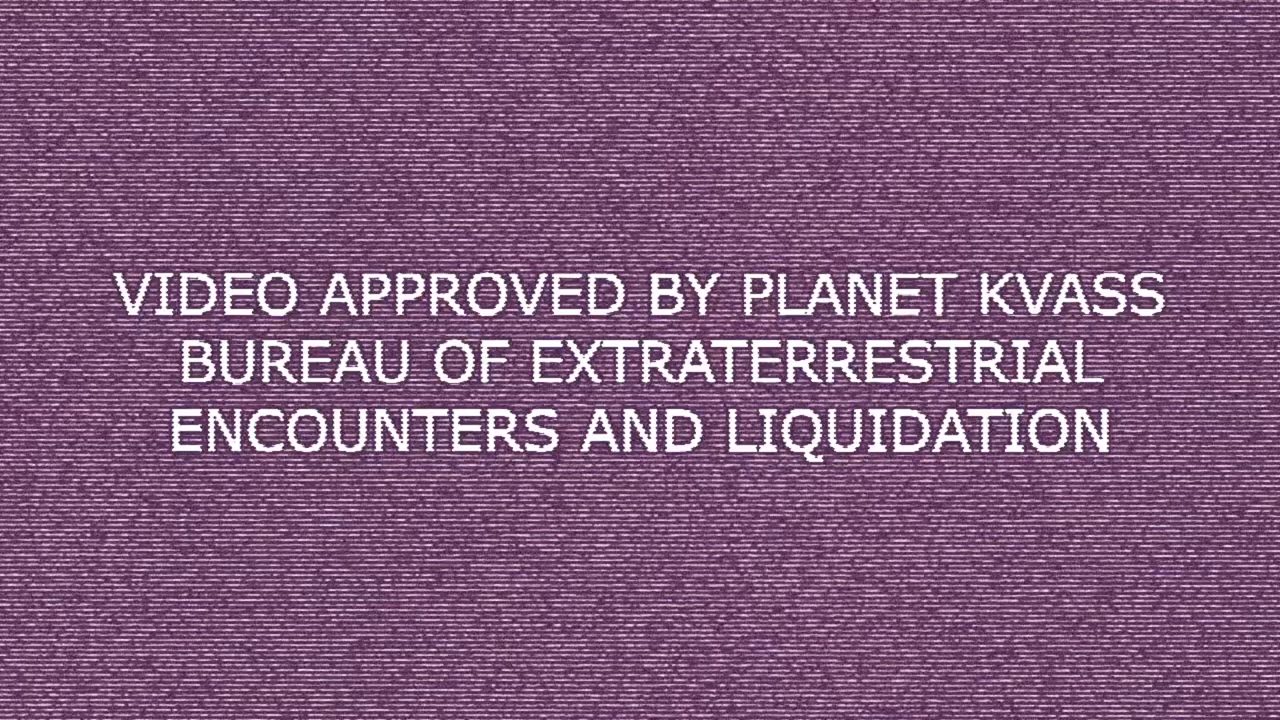 VIDEO APPROVED BY PLANET KVASS
BUREAU OF EXTRATERRESTRIAL
ENCOUNTERS AND LIQUIDATION